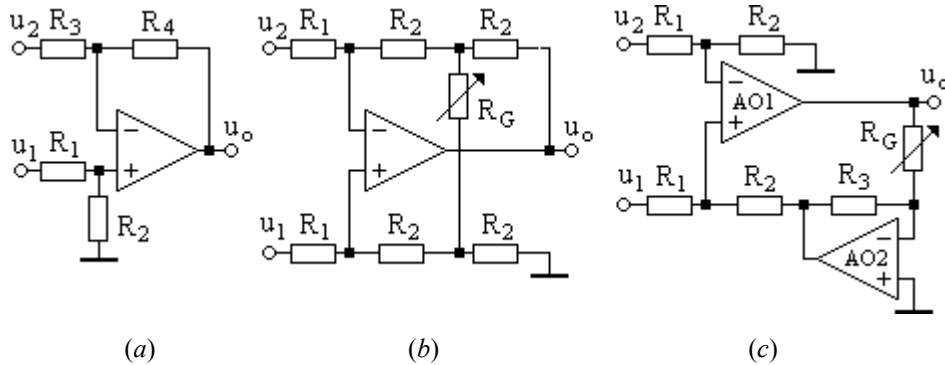 u2 R3 R4
− + uo
u1 R1
R2
(a)
u2 R1 R2 R2
RG
− + uo
u1 R1 R2 R2
(b)
u2 R1 R2
− AO1 + uo
RG
u1 R1 R2 R3
− AO2 +
(c)